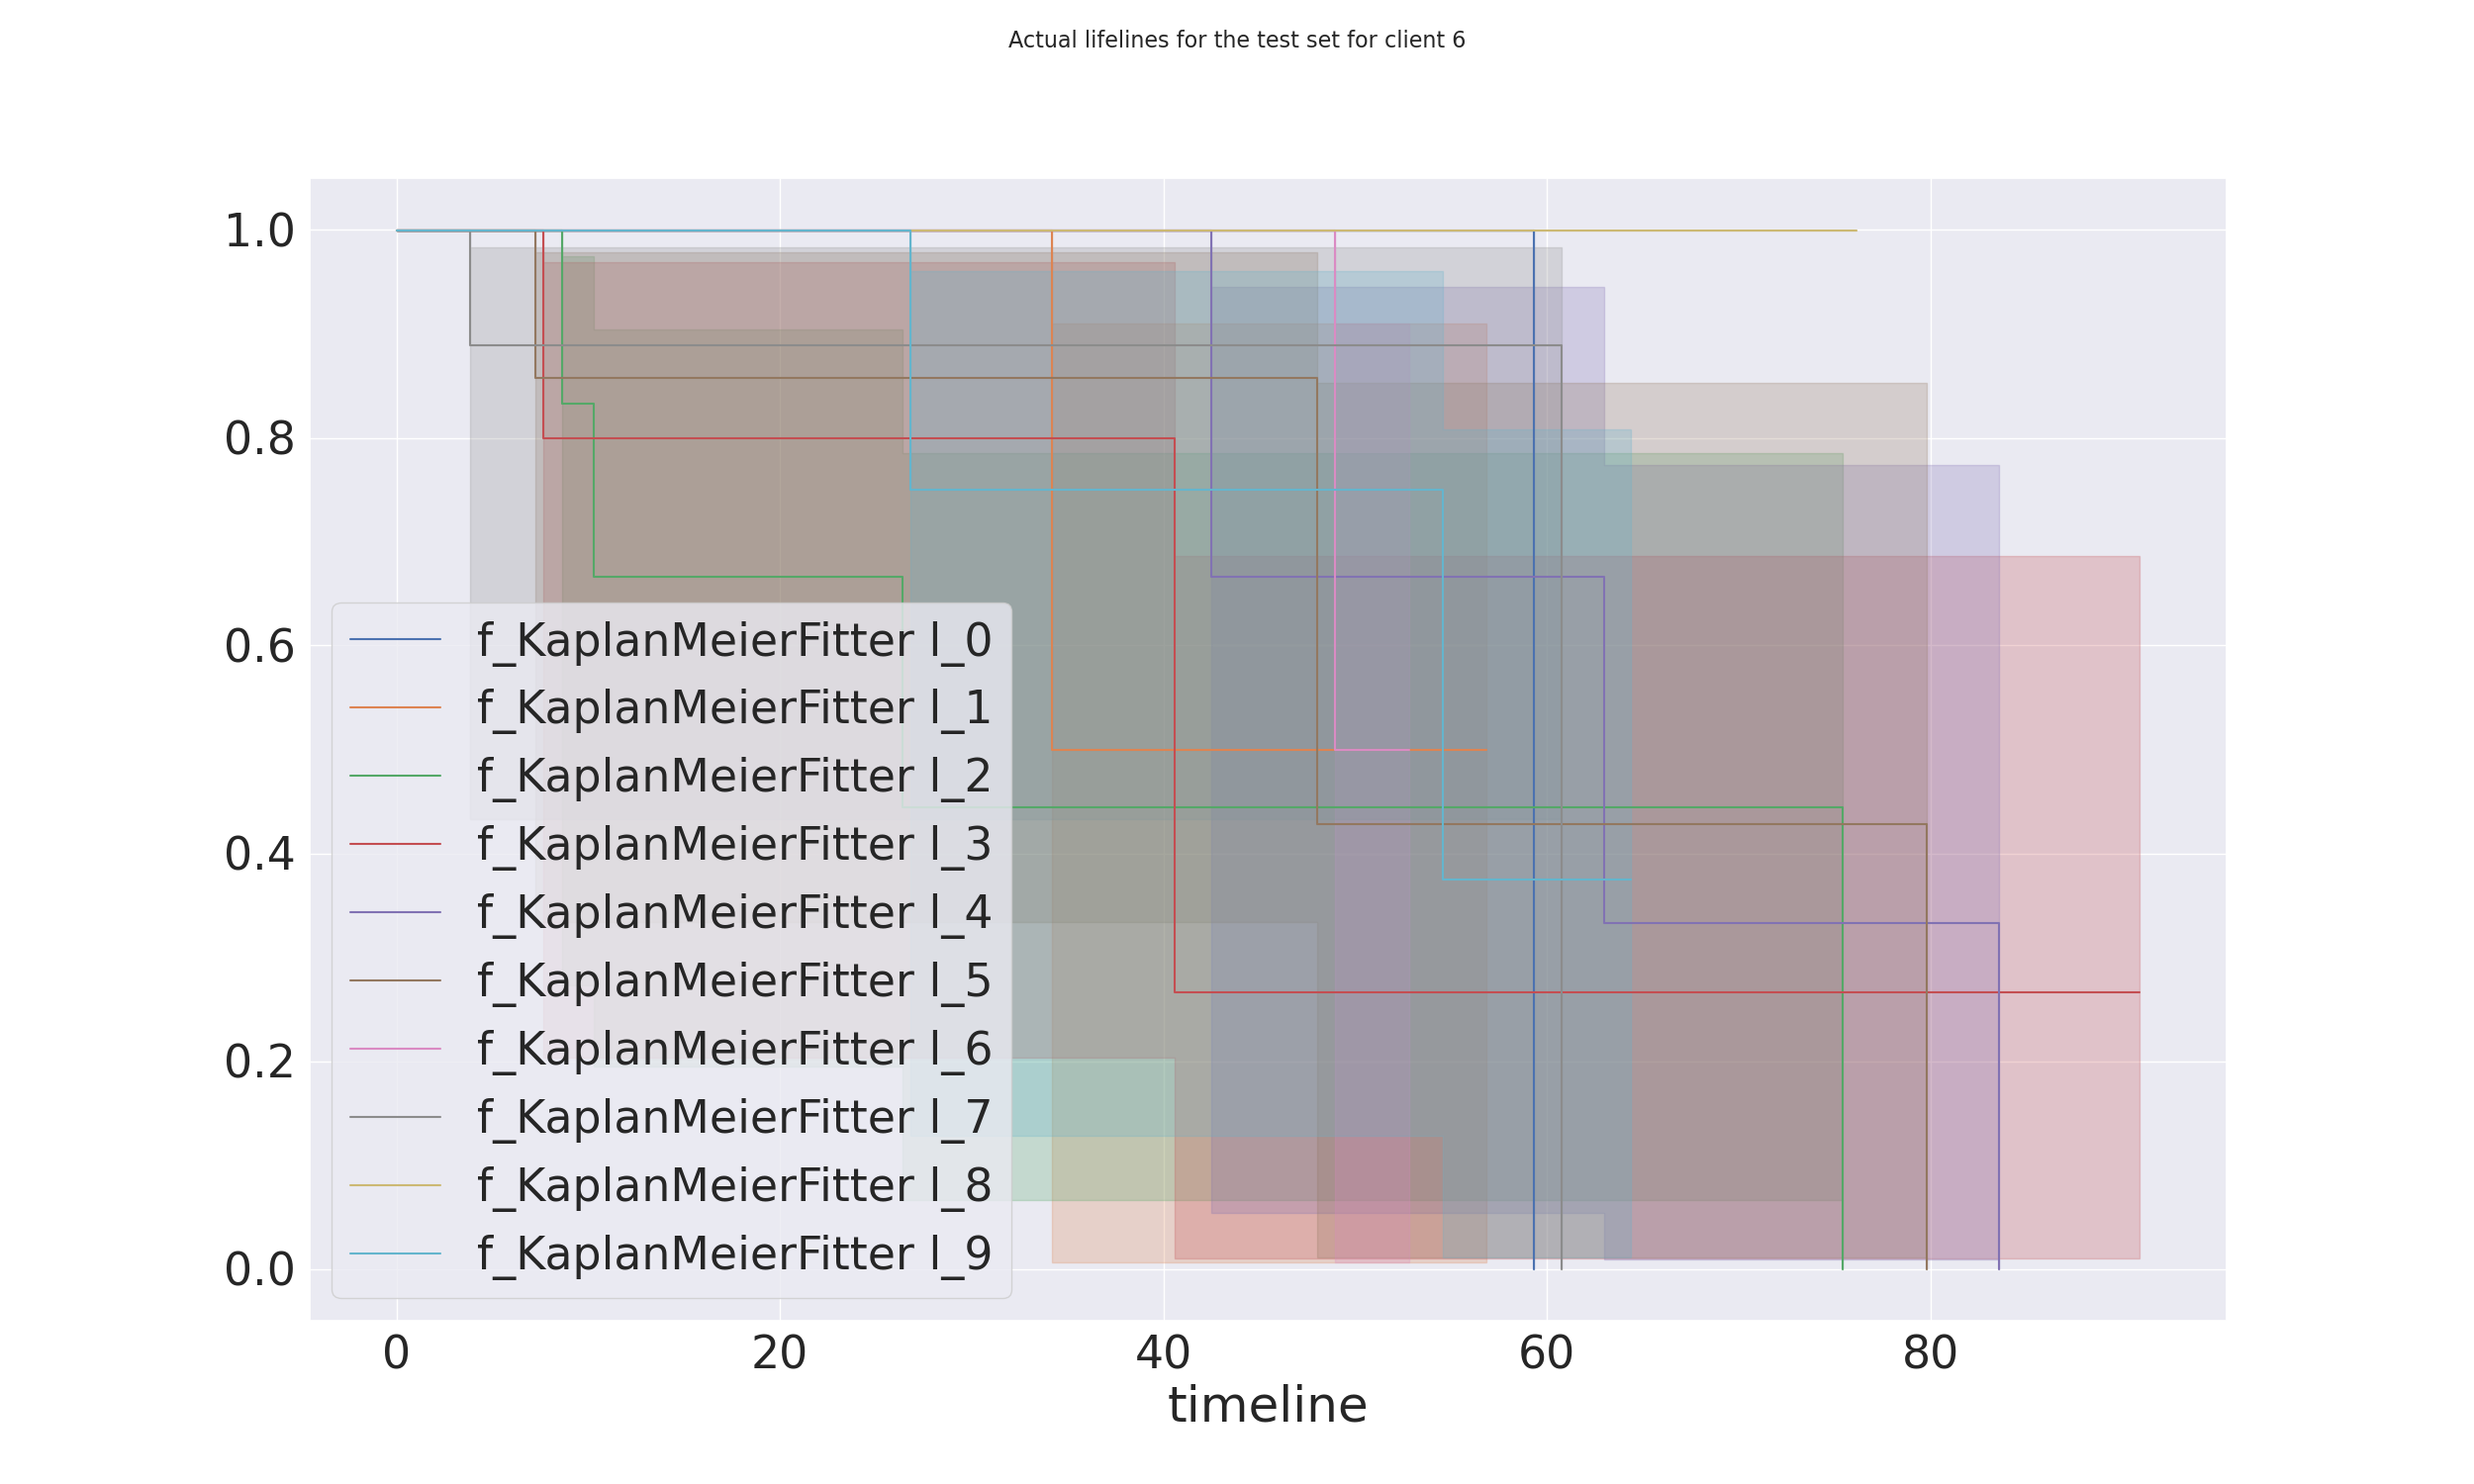 Actual lifelines for the test set for client 6
1.0
0.8
0.6
0.4
0.2
0.0
f_KaplanMeierFitter l_0
f_KaplanMeierFitter l_1
f_KaplanMeierFitter l_2
f_KaplanMeierFitter l_3
f_KaplanMeierFitter l_4
f_KaplanMeierFitter l_5
f_KaplanMeierFitter l_6
f_KaplanMeierFitter l_7
f_KaplanMeierFitter l_8
f_KaplanMeierFitter l_9
0 20 40 60 80
timeline